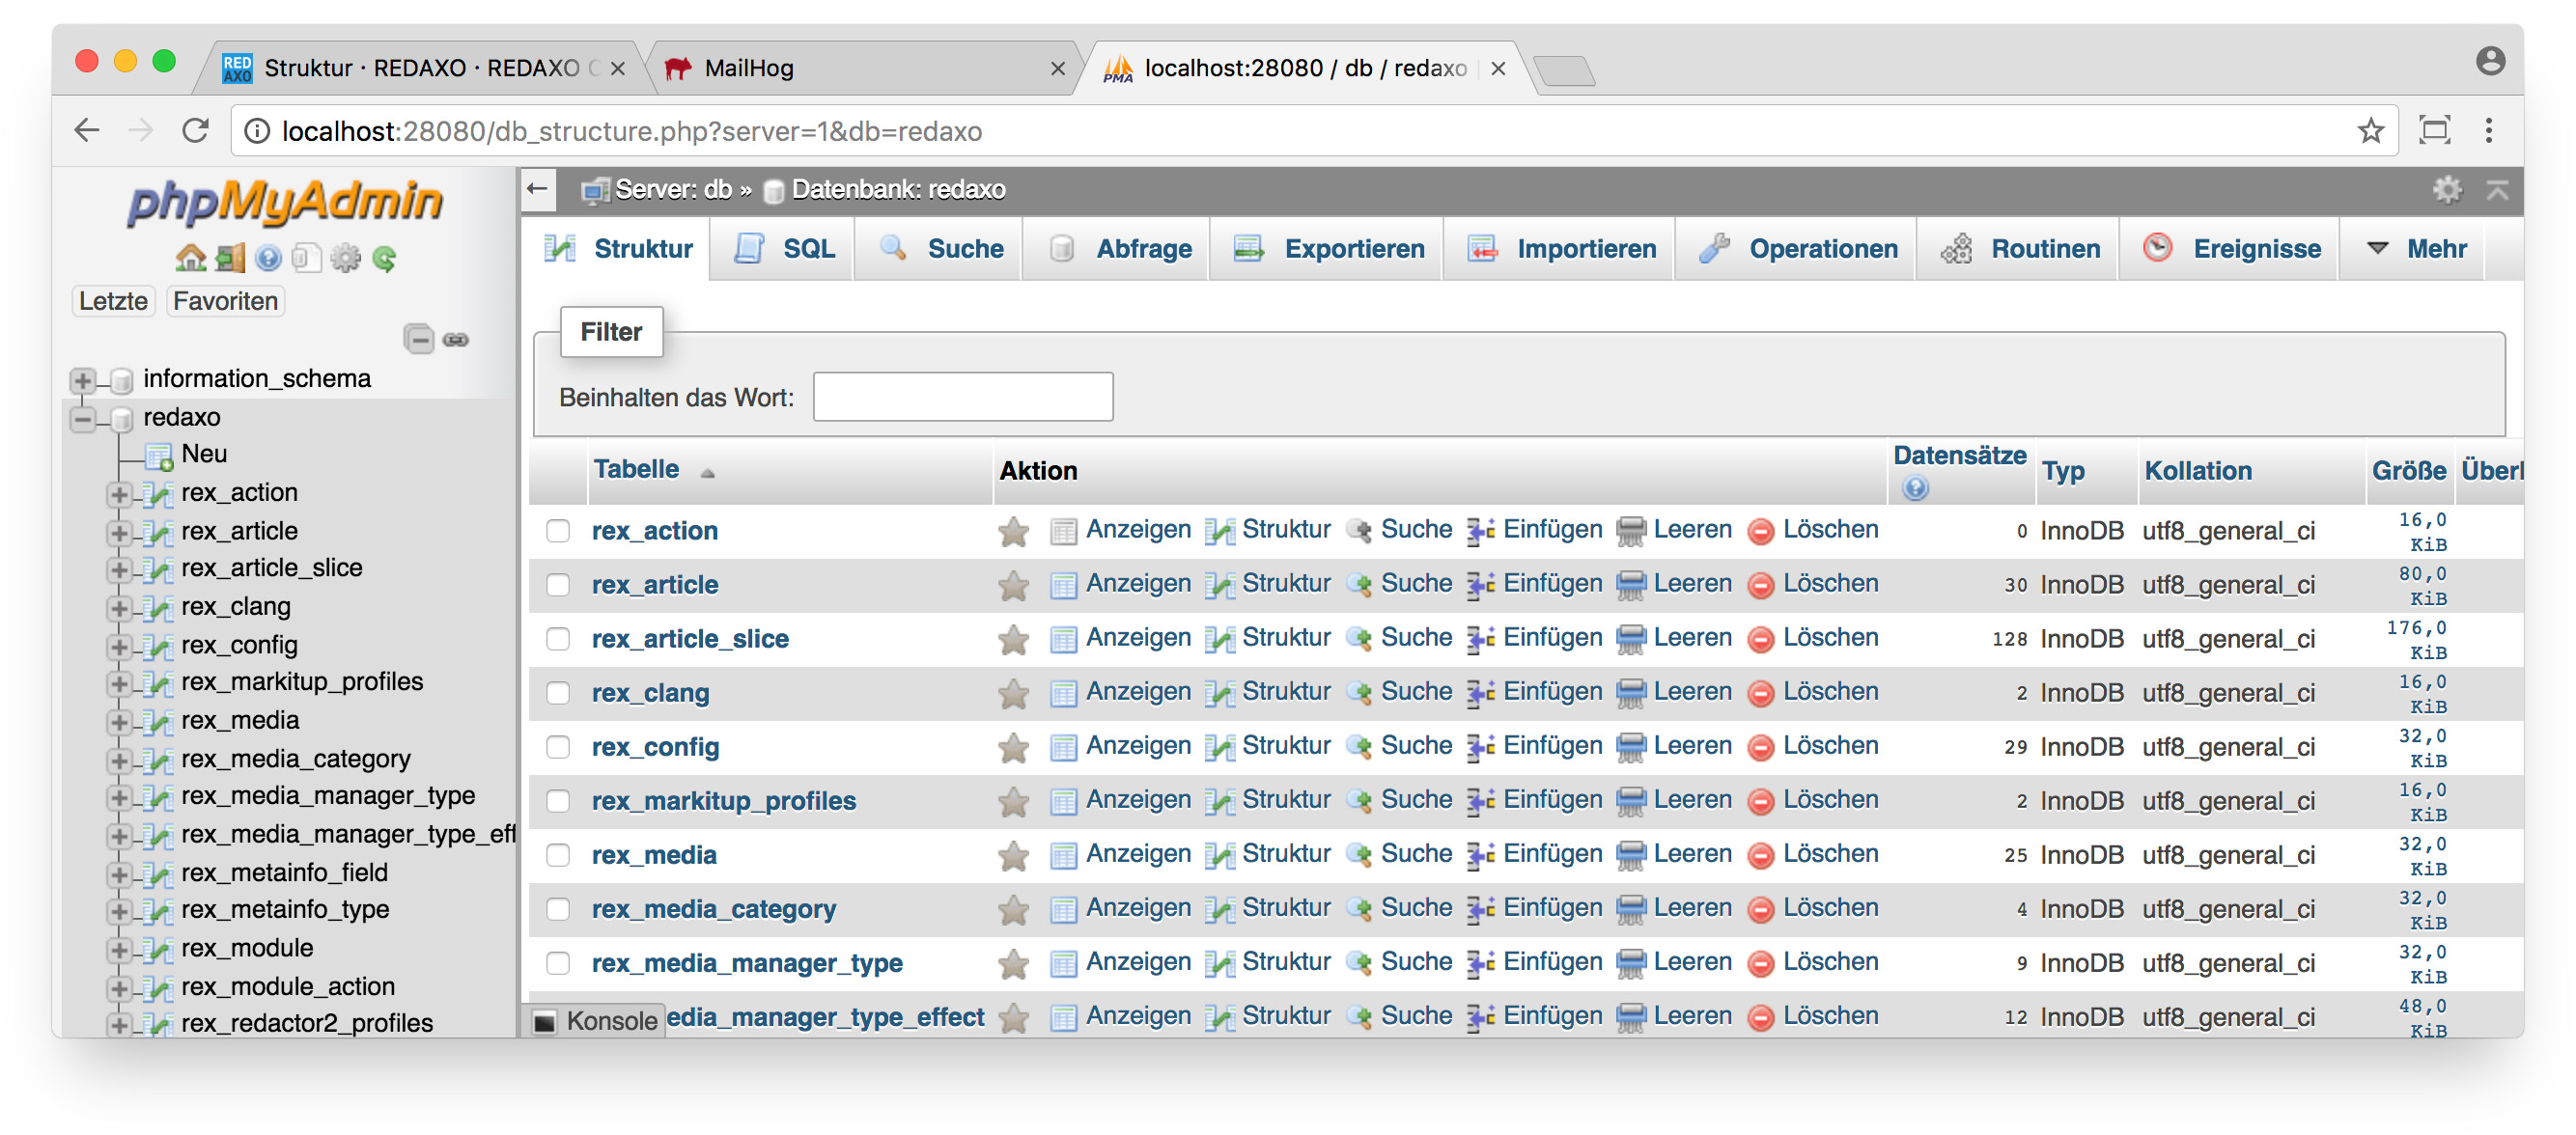 RED AXO Struktur · REDAXO · REDAXO MailHog PMA localhost:28080 / db / redaxo
localhost:28080/db_structure.php?server=1&db=redaxo
phpMyAdmin
Letzte Favoriten
information_schema
redaxo
Neu
rex_action
rex_article
rex_article_slice
rex_clang
rex_config
rex_markitup_profiles
rex_media
rex_media_category
rex_media_manager_type
rex_media_manager_type_eff
rex_metainfo_field
rex_metainfo_type
rex_module
rex_module_action
rex_redactor2_profiles
Server: db » Datenbank: redaxo
Struktur SQL Suche Abfrage Exportieren Importieren Operationen Routinen Ereignisse Mehr
Filter
Beinhalten das Wort:
Tabelle Aktion Datensätze Typ Kollation Größe Überl
rex_action Anzeigen Struktur Suche Einfügen Leeren Löschen 0 InnoDB utf8_general_ci 16,0 KiB
rex_article Anzeigen Struktur Suche Einfügen Leeren Löschen 30 InnoDB utf8_general_ci 80,0 KiB
rex_article_slice Anzeigen Struktur Suche Einfügen Leeren Löschen 128 InnoDB utf8_general_ci 176,0 KiB
rex_clang Anzeigen Struktur Suche Einfügen Leeren Löschen 2 InnoDB utf8_general_ci 16,0 KiB
rex_config Anzeigen Struktur Suche Einfügen Leeren Löschen 29 InnoDB utf8_general_ci 32,0 KiB
rex_markitup_profiles Anzeigen Struktur Suche Einfügen Leeren Löschen 2 InnoDB utf8_general_ci 16,0 KiB
rex_media Anzeigen Struktur Suche Einfügen Leeren Löschen 25 InnoDB utf8_general_ci 32,0 KiB
rex_media_category Anzeigen Struktur Suche Einfügen Leeren Löschen 4 InnoDB utf8_general_ci 32,0 KiB
rex_media_manager_type Anzeigen Struktur Suche Einfügen Leeren Löschen 9 InnoDB utf8_general_ci 32,0 KiB
Konsole edia_manager_type_effect Anzeigen Struktur Suche Einfügen Leeren Löschen 12 InnoDB utf8_general_ci 48,0 KiB